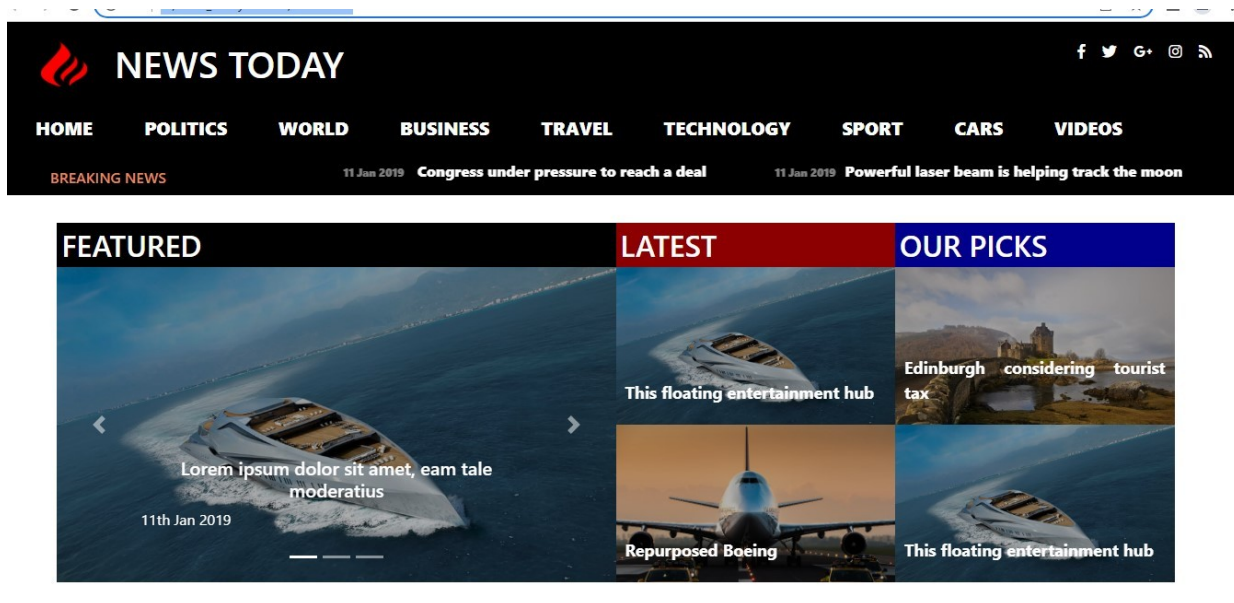 NEWS TODAY
G+
HOME POLITICS WORLD BUSINESS TRAVEL TECHNOLOGY SPORT CARS VIDEOS
BREAKING NEWS 11 Jan 2019 Congress under pressure to reach a deal 11 Jan 2019 Powerful laser beam is helping track the moon
FEATURED LATEST OUR PICKS
Lorem ipsum dolor sit amet, eam tale
moderatius
11th Jan 2019
This floating entertainment hub
Repurposed Boeing
Edinburgh considering tourist
tax
This floating entertainment hub